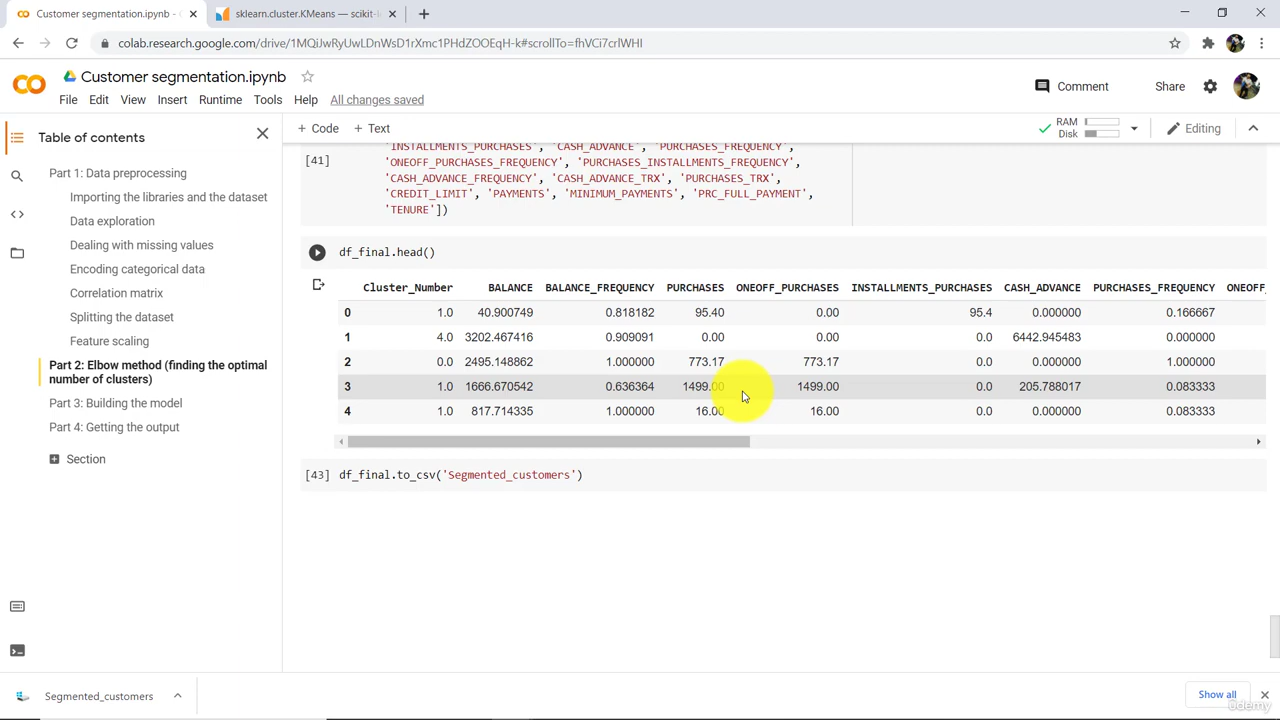 Customer segmentation.ipynb -
sklearn.cluster.KMeans — scikit-l
colab.research.google.com/drive/1MQiJwRyUwLDnWsD1rXmc1PHdZOOEqH-k#scrollTo=fhVCi7crlWHI
Customer segmentation.ipynb
File Edit View Insert Runtime Tools Help All changes saved
Comment Share
Table of contents
+ Code + Text
RAM
Disk
Editing
Part 1: Data preprocessing
Importing the libraries and the dataset
Data exploration
Dealing with missing values
Encoding categorical data
Correlation matrix
Splitting the dataset
Feature scaling
Part 2: Elbow method (finding the optimal
number of clusters)
Part 3: Building the model
Part 4: Getting the output
Section
'INSTALLMENTS_PURCHASES', 'CASH_ADVANCE', 'PURCHASES_FREQUENCY',
[41] 'ONEOFF_PURCHASES_FREQUENCY', 'PURCHASES_INSTALLMENTS_FREQUENCY',
'CASH_ADVANCE_FREQUENCY', 'CASH_ADVANCE_TRX', 'PURCHASES_TRX',
'CREDIT_LIMIT', 'PAYMENTS', 'MINIMUM_PAYMENTS', 'PRC_FULL_PAYMENT',
'TENURE'])
df_final.head()
Cluster_Number BALANCE BALANCE_FREQUENCY PURCHASES ONEOFF_PURCHASES INSTALLMENTS_PURCHASES CASH_ADVANCE PURCHASES_FREQUENCY ONEOFF_
0 1.0 40.900749 0.818182 95.40 0.00 95.4 0.000000 0.166667
1 4.0 3202.467416 0.909091 0.00 0.00 0.0 6442.945483 0.000000
2 0.0 2495.148862 1.000000 773.17 773.17 0.0 0.000000 1.000000
3 1.0 1666.670542 0.636364 1499.00 1499.00 0.0 205.788017 0.083333
4 1.0 817.714335 1.000000 16.00 16.00 0.0 0.000000 0.083333
[43] df_final.to_csv('Segmented_customers')
Segmented_customers
Show all
ûdemy